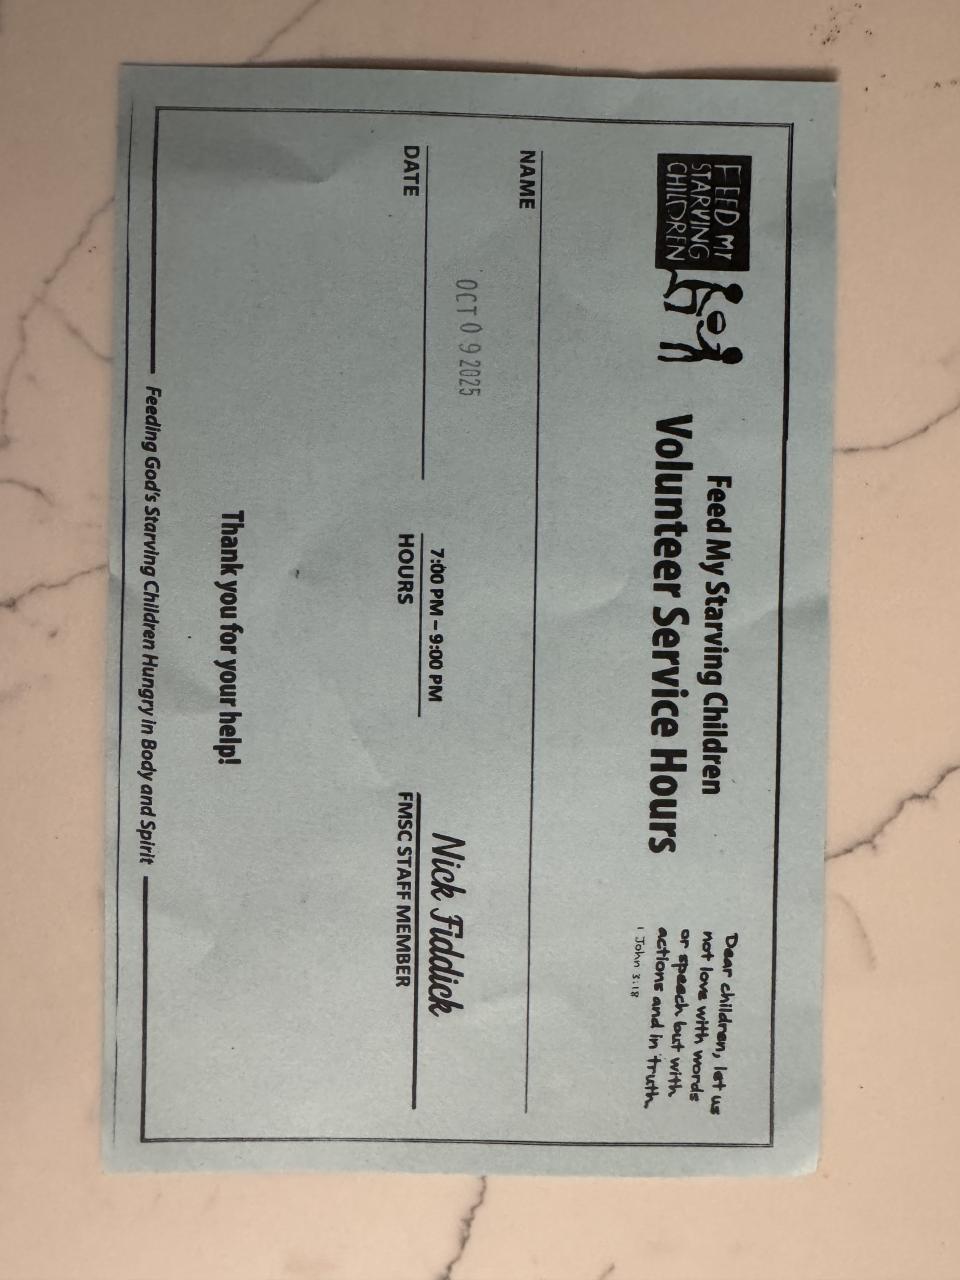 FEED MY
STARVING
CHILDREN
Feed My Starving Children
Volunteer Service Hours
Dear children, let us
not love with words
or speech but with
actions and in truth.
1 John 3:18
NAME
OCT 09 2025
7:00 PM – 9:00 PM
Nick Fiddick
DATE
HOURS
FMSC STAFF MEMBER
Thank you for your help!
Feeding God's Starving Children Hungry in Body and Spirit